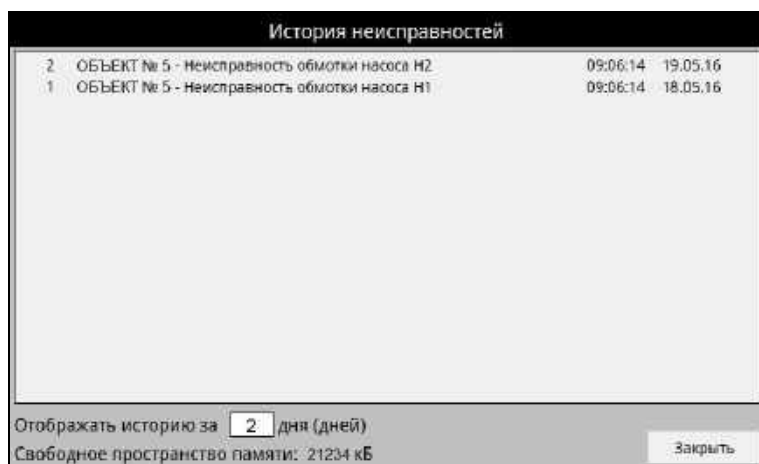 История неисправностей
2 ОБЪЕКТ № 5 - Неисправность обмотки насоса Н2 09:06:14 19.05.16
1 ОБЪЕКТ № 5 - Неисправность обмотки насоса Н1 09:06:14 18.05.16
Отображать историю за 2 дня (дней)
Свободное пространство памяти: 21234 кБ
Закрыть